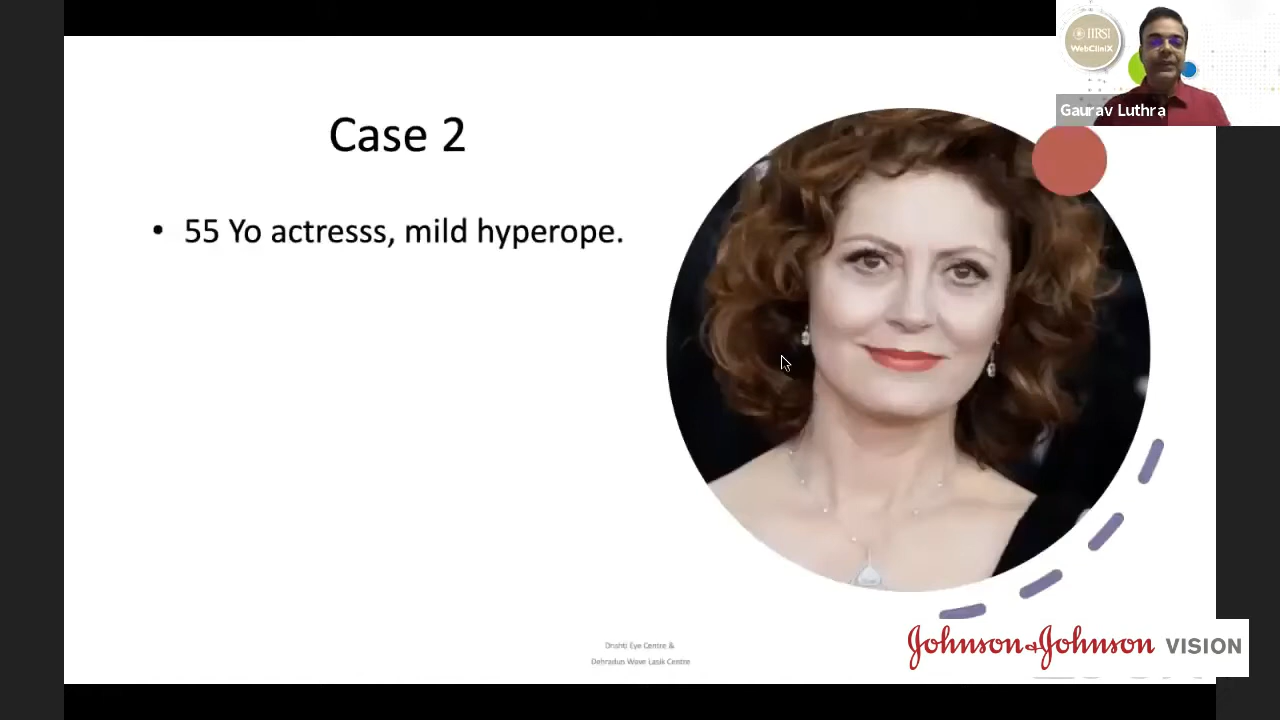 IIRSI
WebCliniX
Gaurav Luthra
Case 2
• 55 Yo actresss, mild hyperope.
Drishti Eye Centre &
Dehradun Wave Lasik Centre
Johnson & Johnson VISION